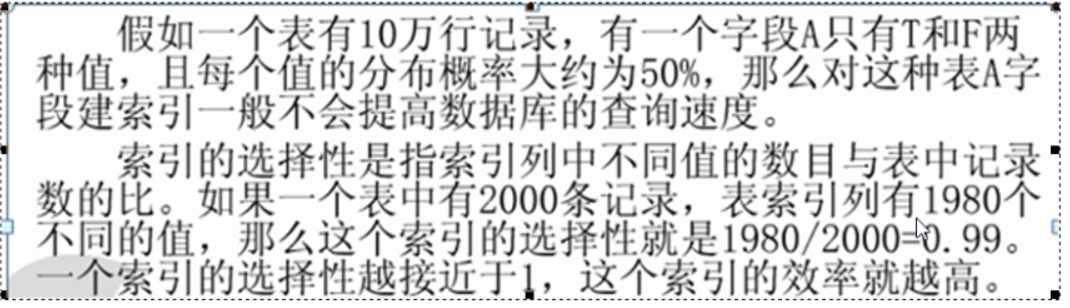 假如一个表有10万行记录，有一个字段A只有T和F两
种值，且每个值的分布概率大约为50%，那么对这种表A字
段建索引一般不会提高数据库的查询速度。
索引的选择性是指索引列中不同值的数目与表中记录
数的比。如果一个表中有2000条记录，表索引列有1980个
不同的值，那么这个索引的选择性就是1980/2000=0.99。
一个索引的选择性越接近于1，这个索引的效率就越高。